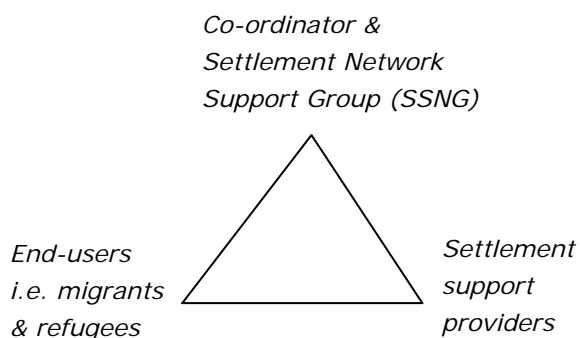 Co-ordinator &
Settlement Network
Support Group (SSNG)
End-users
i.e. migrants
& refugees
Settlement
support
providers